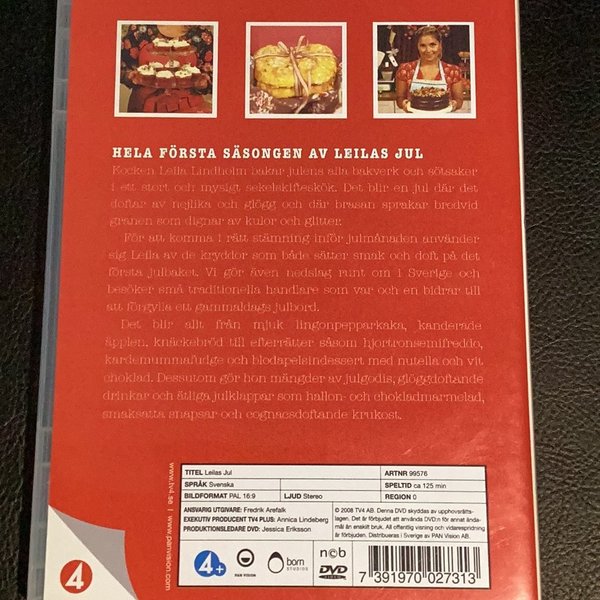 HELA FÖRSTA SÄSONGEN AV LEILAS JUL
Kocken Leila Lindholm bakar julens alla bakverk och sötsaker
i ett stort och mysigt sekelskifteskök. Det blir en jul där det
doftar av nejlika och glögg och där brasan sprakar bredvid
granen som dignar av kulor och glitter.
För att komma i rätt stämning inför julmånaden använder
sig Leila av de kryddor som både sätter smak och doft på det
första julbaket. Vi gör även nedslag runt om i Sverige och
besöker små traditionella handlare som var och en bidrar till
att förgylla ett gammaldags julbord.
Det blir allt från mjuk lingonpepparkaka, kanderade
äpplen, knäckebröd till efterrätter såsom hjortronsemifreddo,
kardemummafudge och blodapelsindessert med nutella och vit
choklad. Dessutom gör hon mängder av julgodis, glöggdoftande
drinkar och ätliga julklappar som hallon- och chokladmarmelad,
smaksatta snapsar och cognacsdoftande krukost.
www.tv4.se | www.panvision.com
TITEL Leilas Jul
ARTNR 99576
SPRÅK Svenska
SPELTID ca 125 min
BILDFORMAT PAL 16:9
LJUD Stereo
REGION 0
ANSVARIG UTGIVARE: Fredrik Arefalk
EXEKUTIV PRODUCENT TV4 PLUS: Annica Lindeberg
PRODUKTIONSLEDARE DVD: Jessica Eriksson
© 2008 TV4 AB. Denna DVD skyddas av upphovsrätts-
lagen. Det är förbjudet att använda DVD:n för annat ända-
mål än enskilt bruk. All offentlig visning och vidarespridning
är förbjuden. Distribueras i Sverige av PAN Vision AB.
4
4+
PAN VISION
born
STUDIOS
ncb
DVD
VIDEO
7 391970 027313